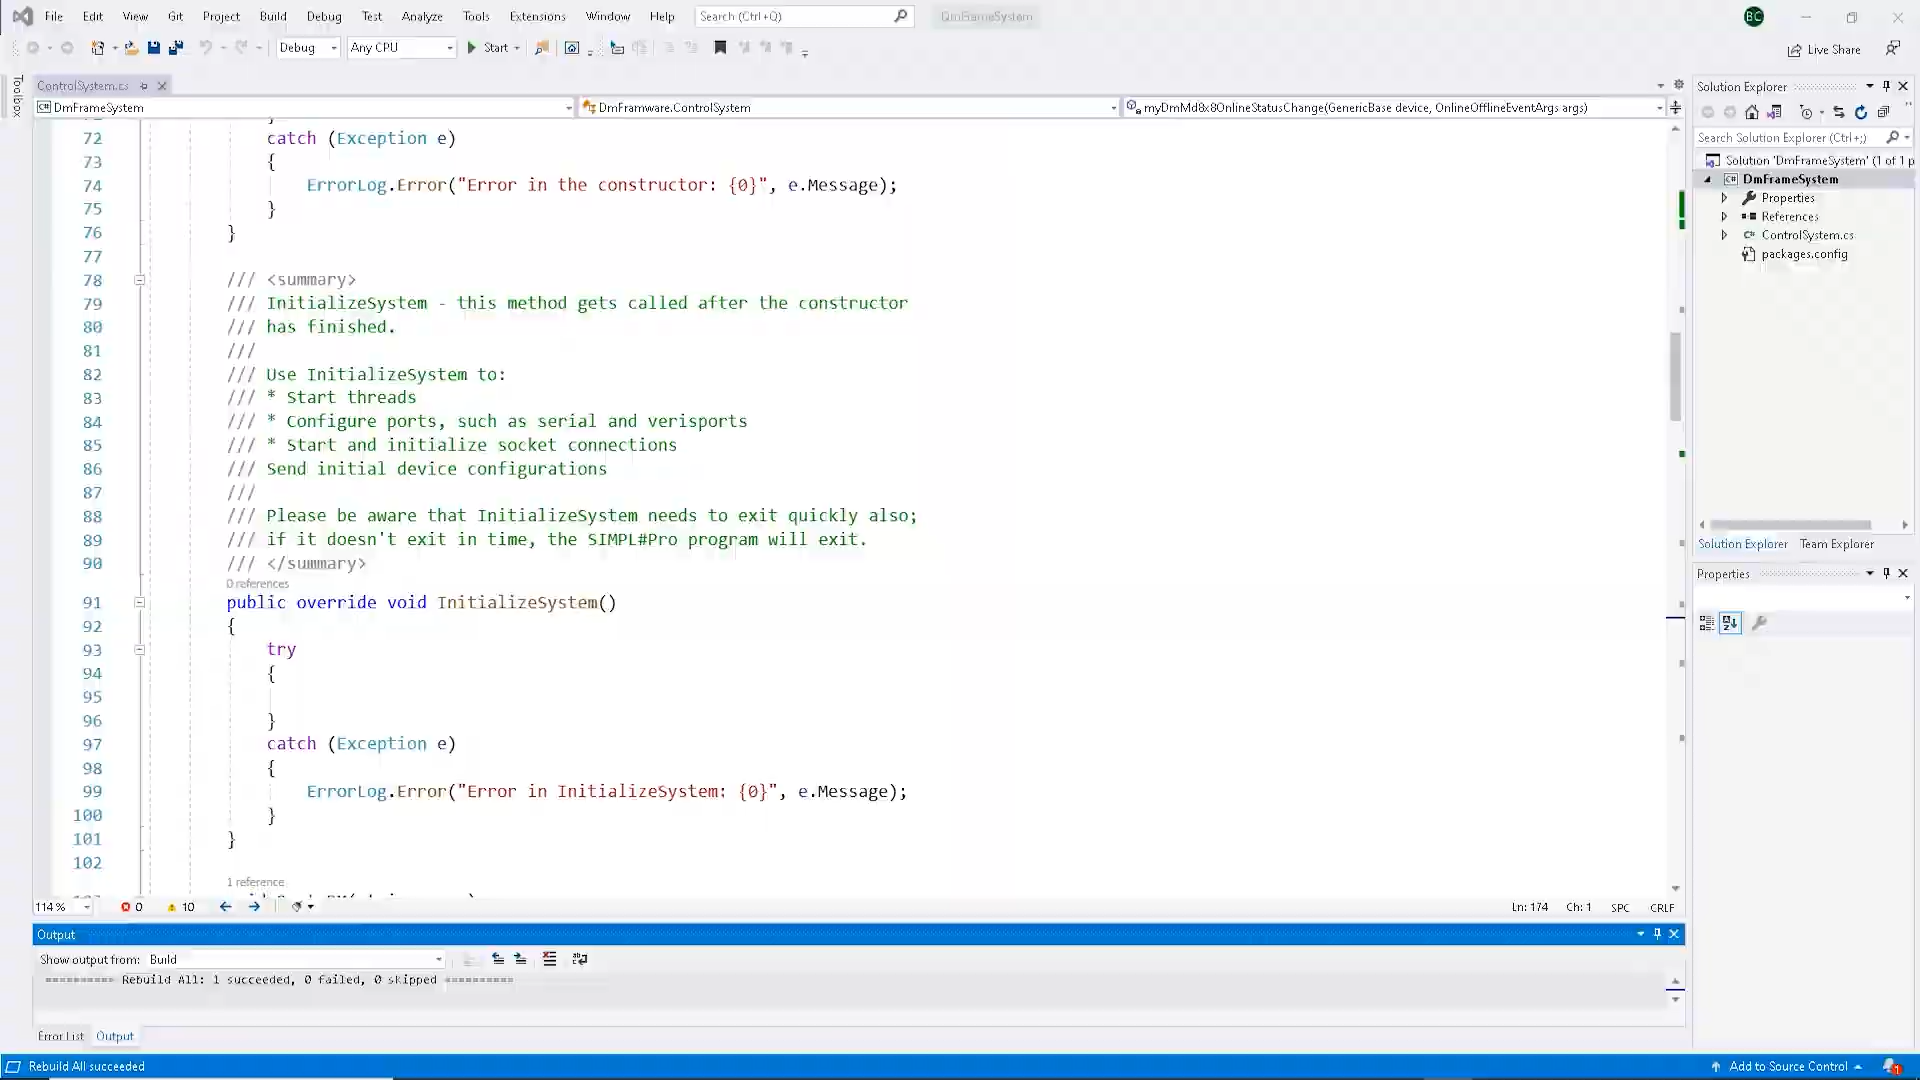 File Edit View Git Project Build Debug Test Analyze Tools Extensions Window Help Search (Ctrl+Q) DmFrameSystem BC
Debug Any CPU Start Live Share
Toolbox
ControlSystem.cs
DmFrameSystem DmFramware.ControlSystem myDmMd8x8OnlineStatusChange(GenericBase device, OnlineOfflineEventArgs args)
72 catch (Exception e)
73 {
74 ErrorLog.Error("Error in the constructor: {0}", e.Message);
75 }
76 }
77
78 /// <summary>
79 /// InitializeSystem - this method gets called after the constructor
80 /// has finished.
81 ///
82 /// Use InitializeSystem to:
83 /// * Start threads
84 /// * Configure ports, such as serial and verisports
85 /// * Start and initialize socket connections
86 /// Send initial device configurations
87 ///
88 /// Please be aware that InitializeSystem needs to exit quickly also;
89 /// if it doesn't exit in time, the SIMPL#Pro program will exit.
90 /// </summary>
0 references
91 public override void InitializeSystem()
92 {
93 try
94 {
95
96 }
97 catch (Exception e)
98 {
99 ErrorLog.Error("Error in InitializeSystem: {0}", e.Message);
100 }
101 }
102
1 reference
114 % 0 10 Ln: 174 Ch: 1 SPC CRLF
Output
Show output from: Build
========== Rebuild All: 1 succeeded, 0 failed, 0 skipped ==========
Error List Output
Rebuild All succeeded Add to Source Control 1
Solution Explorer
Search Solution Explorer (Ctrl+;)
Solution 'DmFrameSystem' (1 of 1 p
DmFrameSystem
Properties
References
ControlSystem.cs
packages.config
Solution Explorer Team Explorer
Properties